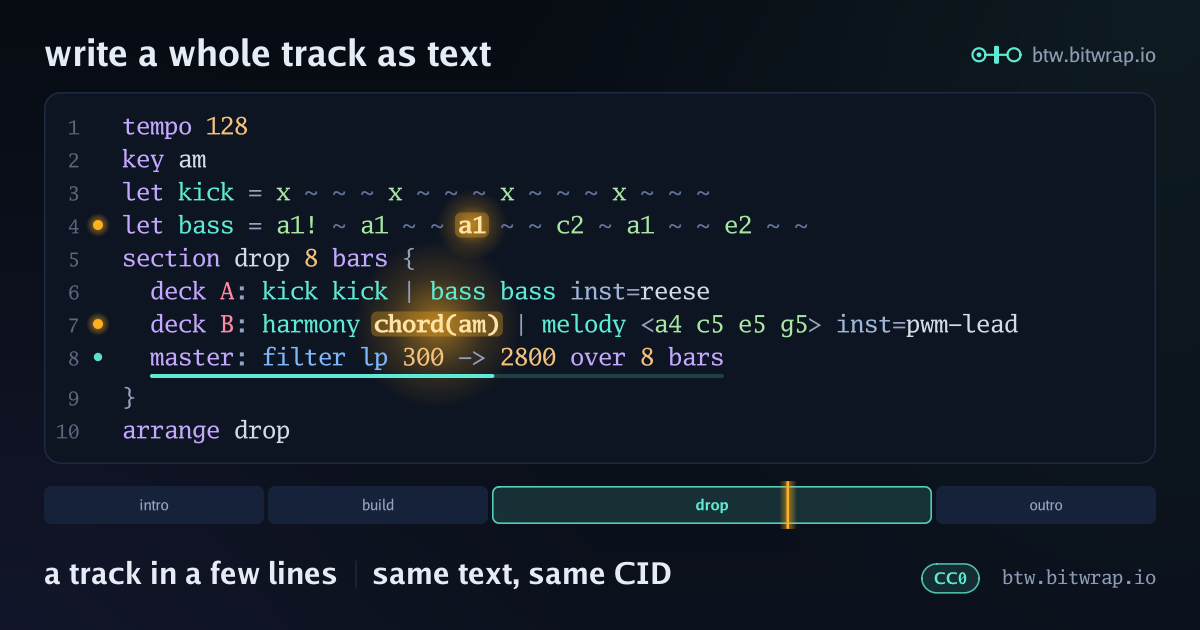 write a whole track as text
btw.bitwrap.io
1 tempo 128
2 key am
3 let kick = x ~ ~ ~ x ~ ~ ~ x ~ ~ ~ x ~ ~ ~
4 let bass = a1! ~ a1 ~ ~ a1 ~ ~ c2 ~ a1 ~ ~ e2 ~ ~
5 section drop 8 bars {
6 deck A: kick kick | bass bass inst=reese
7 deck B: harmony chord(am) | melody <a4 c5 e5 g5> inst=pwm-lead
8 master: filter lp 300 -> 2800 over 8 bars
9 }
10 arrange drop
intro build drop outro
a track in a few lines | same text, same CID
CC0 btw.bitwrap.io